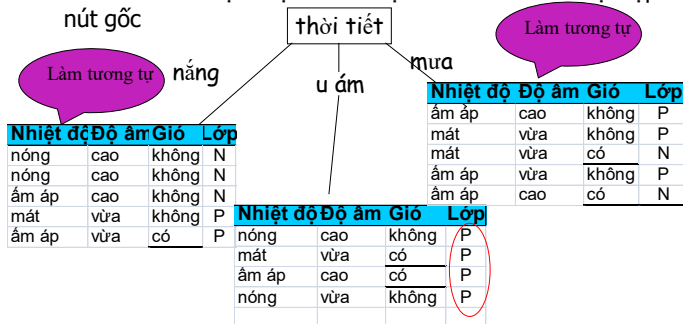 nút gốc
thời tiết
Làm tương tự
nắng
u ám
mưa
Làm tương tự
Nhiệt độ Độ âm Gió Lớp
nóng cao không N
nóng cao không N
ấm áp cao không N
mát vừa không P
ấm áp vừa có P
Nhiệt độ Độ âm Gió Lớp
nóng cao không P
mát vừa có P
ấm áp cao có P
nóng vừa không P
Nhiệt độ Độ âm Gió Lớp
ấm áp cao không P
mát vừa không P
mát vừa có N
ấm áp vừa không P
ấm áp cao có N